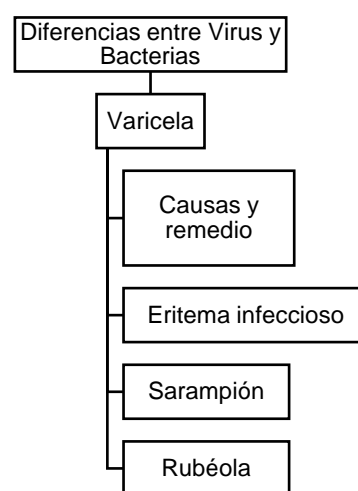 Diferencias entre Virus y
Bacterias
Varicela
Causas y
remedio
Eritema infeccioso
Sarampión
Rubéola